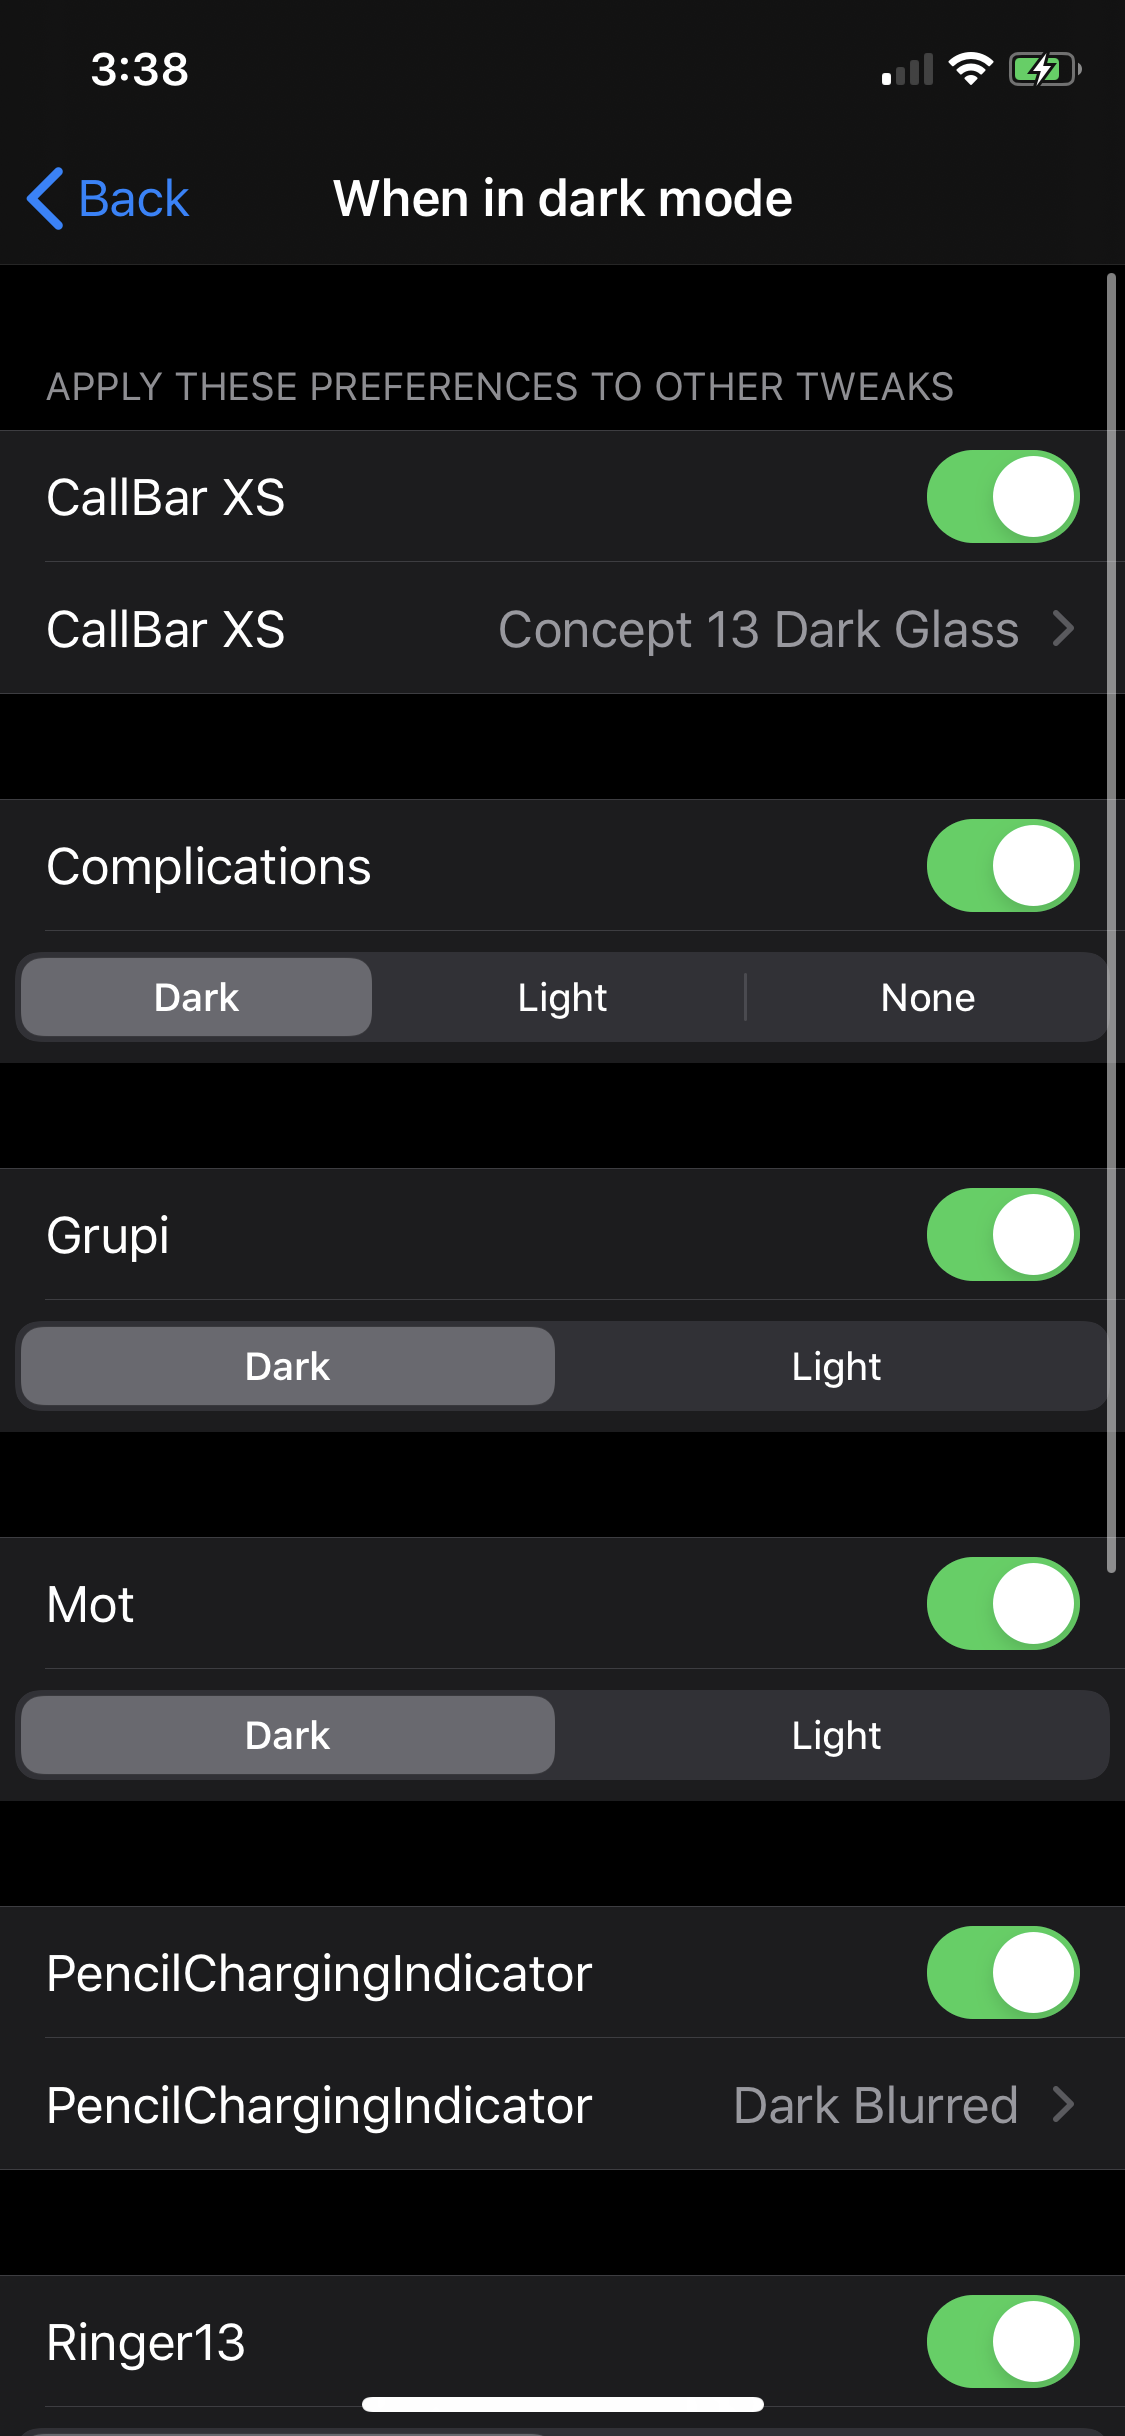 3:38
Back
When in dark mode
APPLY THESE PREFERENCES TO OTHER TWEAKS
CallBar XS
CallBar XS Concept 13 Dark Glass
Complications
Dark Light None
Grupi
Dark Light
Mot
Dark Light
PencilChargingIndicator
PencilChargingIndicator Dark Blurred
Ringer13